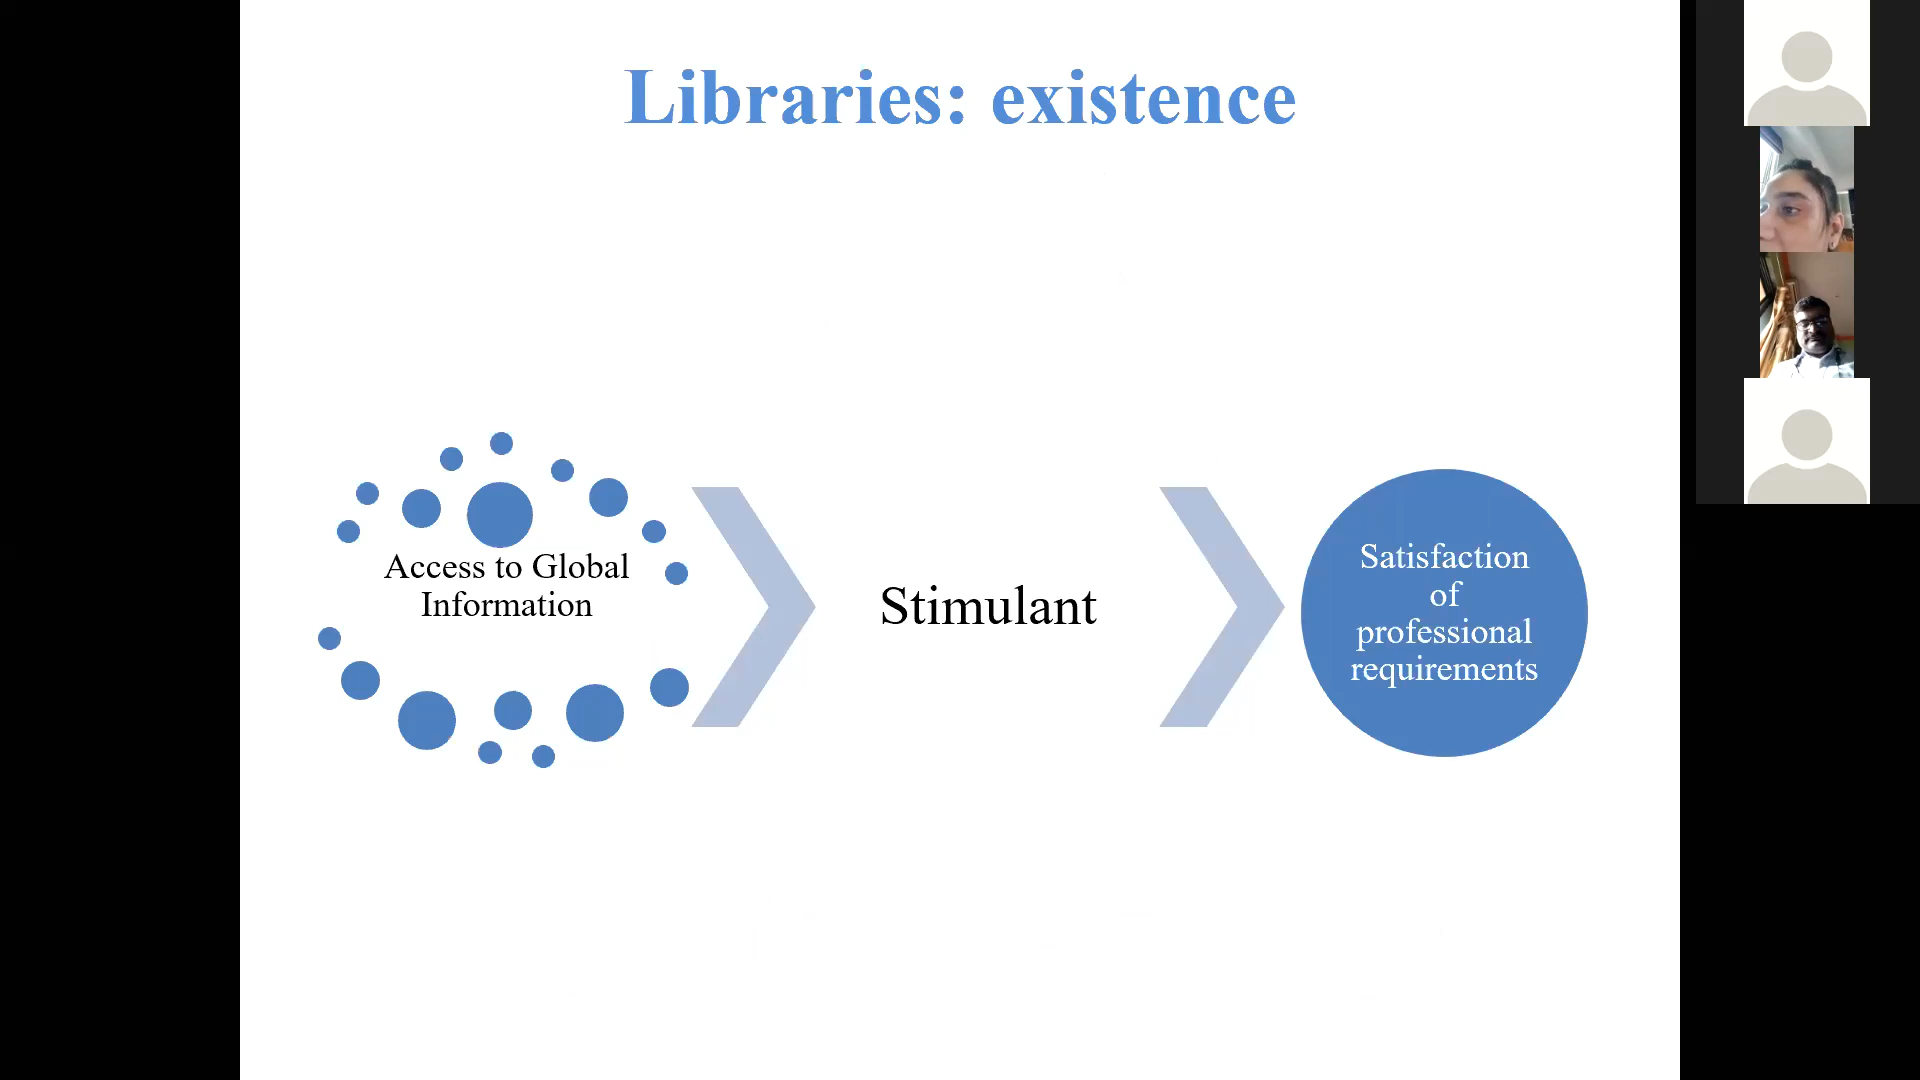 Libraries: existence
Access to Global
Information
Stimulant
Satisfaction
of
professional
requirements